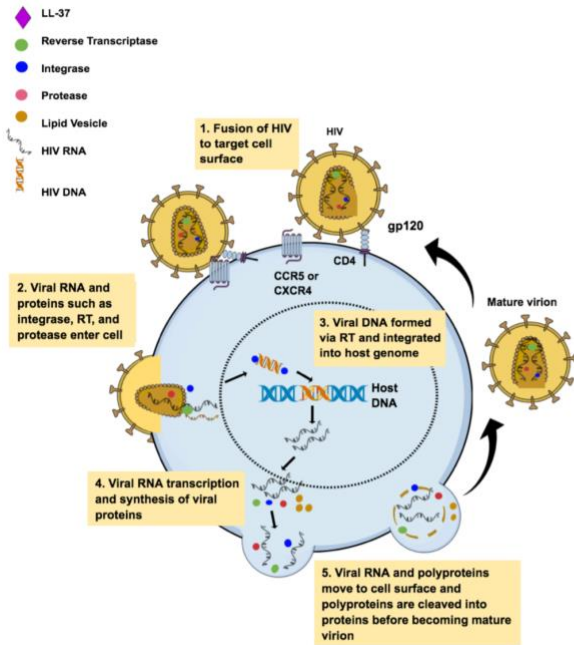 LL-37
Reverse Transcriptase
Integrase
Protease
Lipid Vesicle
HIV RNA
HIV DNA
1. Fusion of HIV
to target cell
surface
HIV
gp120
CD4
CCR5 or
CXCR4
2. Viral RNA and
proteins such as
integrase, RT, and
protease enter cell
3. Viral DNA formed
via RT and integrated
into host genome
Mature virion
Host
DNA
4. Viral RNA transcription
and synthesis of viral
proteins
5. Viral RNA and polyproteins
move to cell surface and
polyproteins are cleaved into
proteins before becoming mature
virion